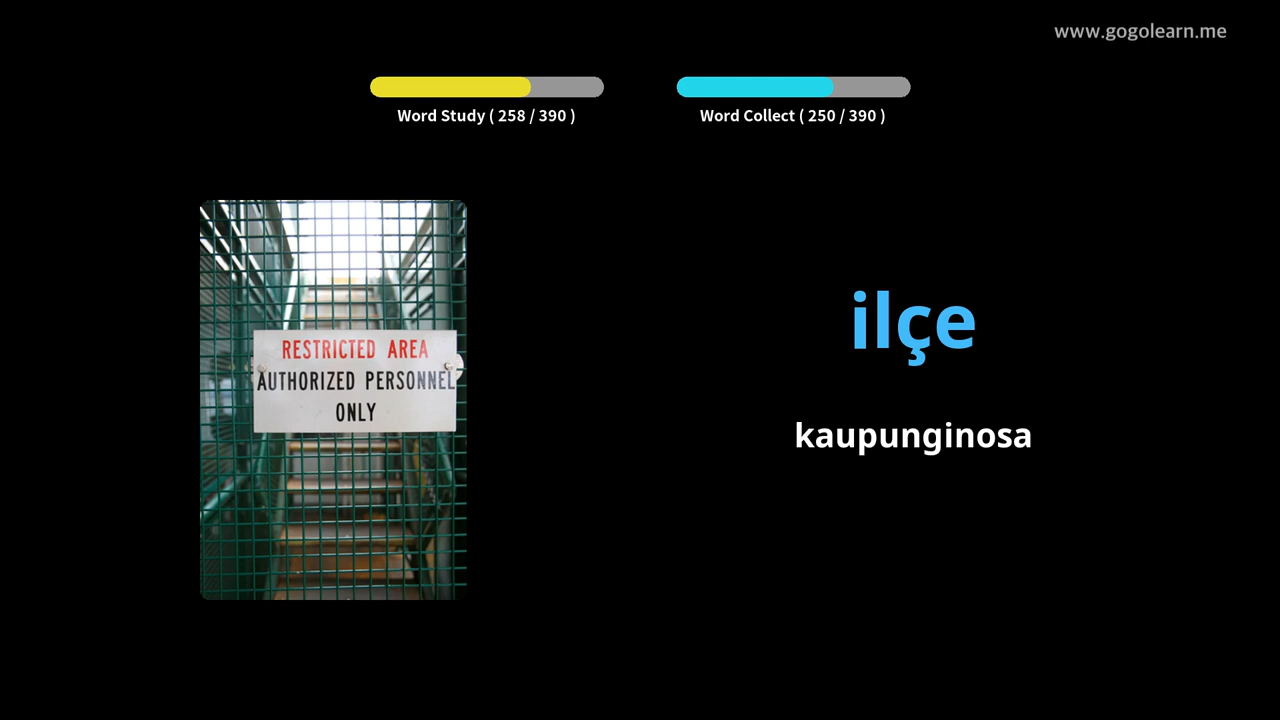 www.gogolearn.me
Word Study ( 258 / 390 )
Word Collect ( 250 / 390 )
RESTRICTED AREA
AUTHORIZED PERSONNEL
ONLY
ilçe
kaupunginosa